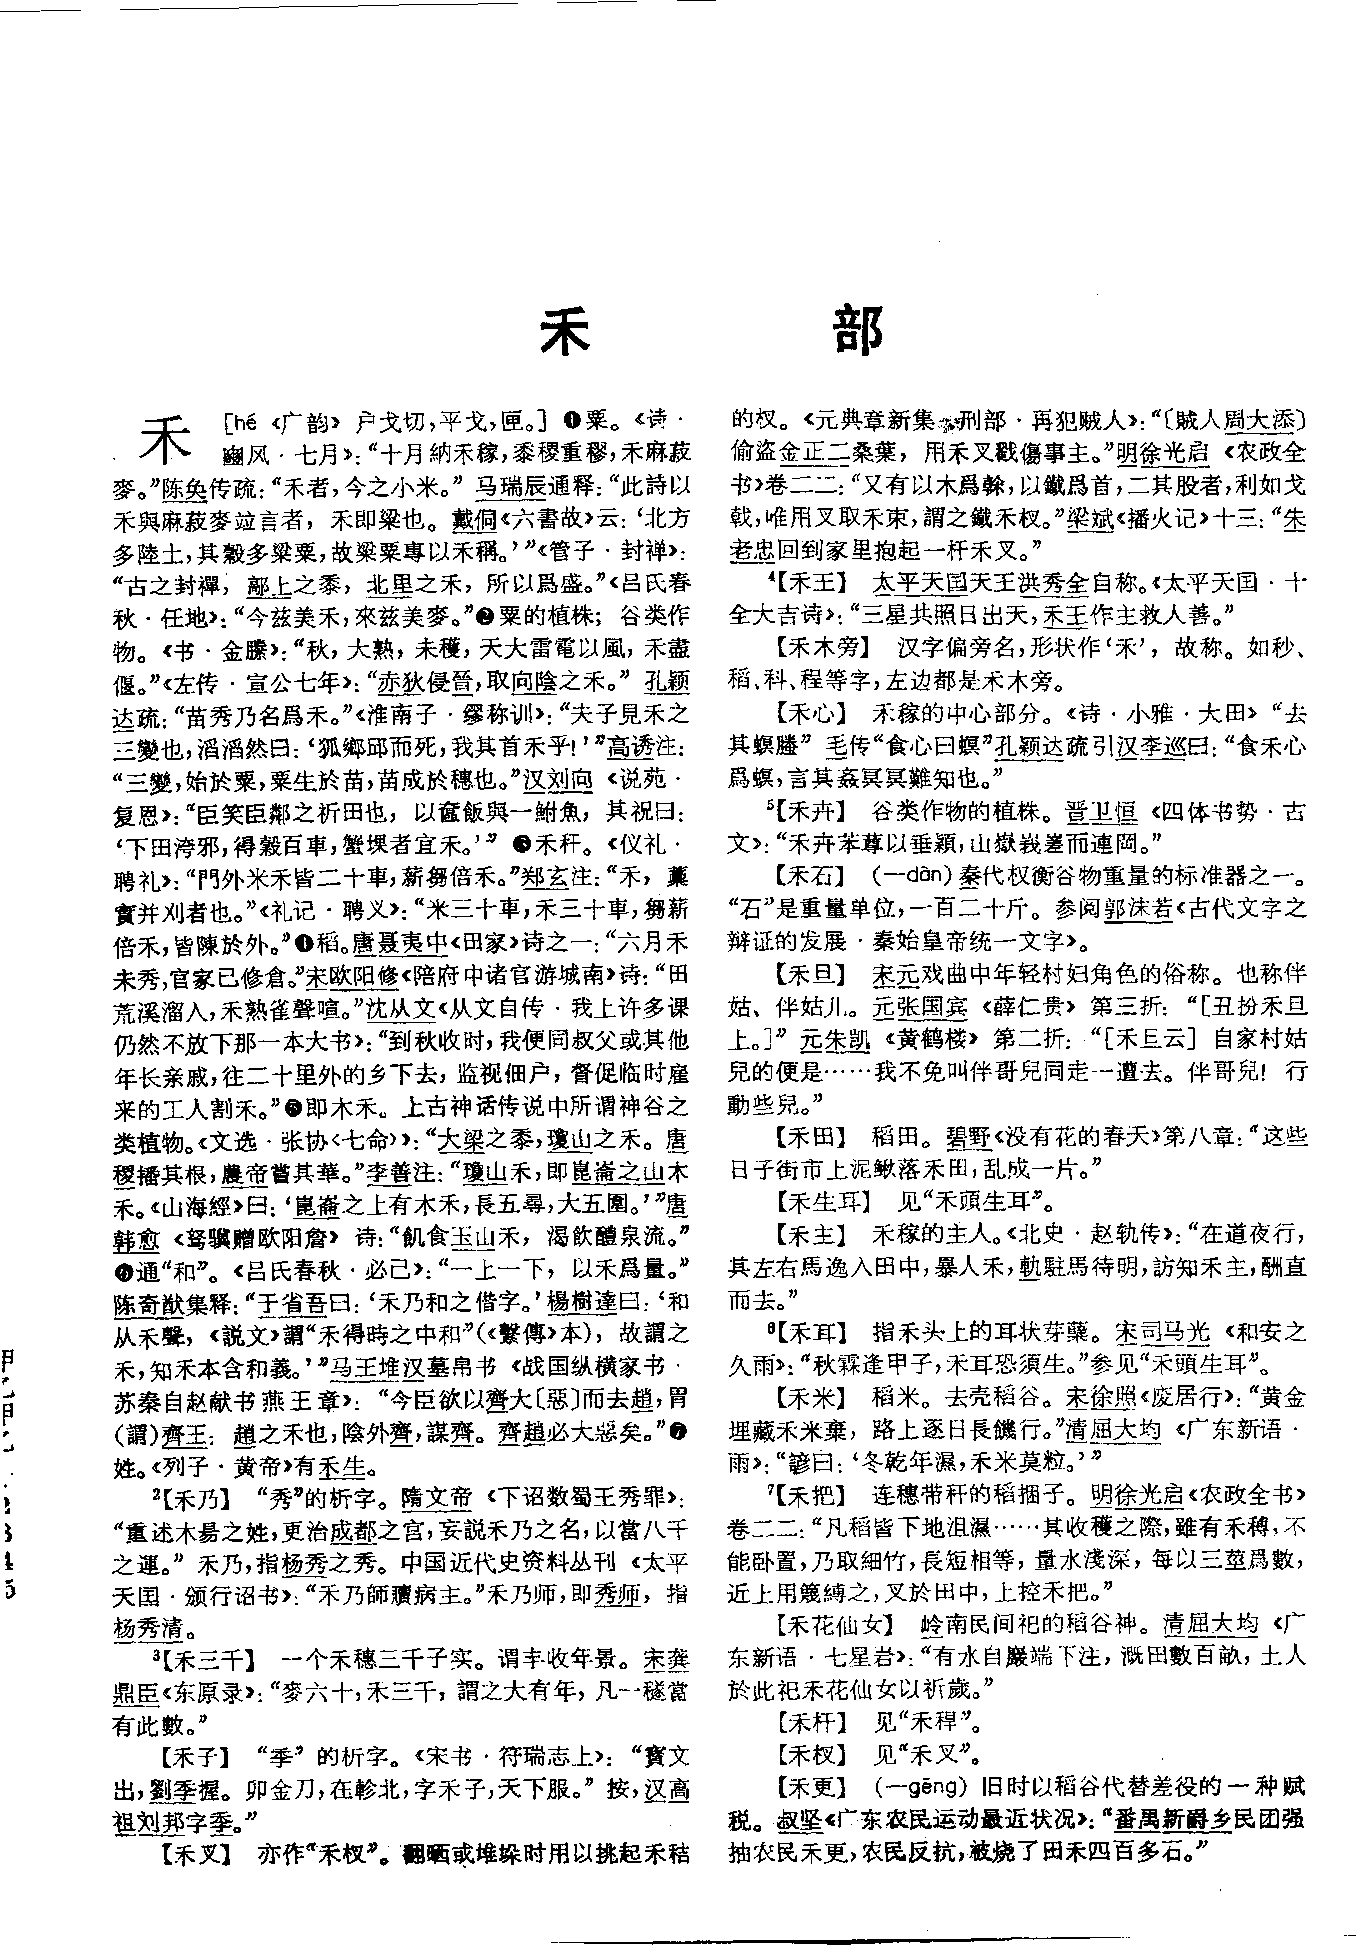 禾 部
禾 [hé《广韵》户戈切,平戈,匣。]❶粟。《诗·
豳风·七月》:“十月納禾稼,黍稷重穋,禾麻菽
麥。”陈奂传疏:“禾者,今之小米。”马瑞辰通释:“此詩以
禾與麻菽麥竝言者，禾即粱也。戴侗《六書故》云:‘北方
多陸土,其穀多粱粟,故粱粟專以禾稱。’”《管子·封禅》:
“古之封禪，鄗上之黍，北里之禾，所以爲盛。”《吕氏春
秋·任地》:“今兹美禾,來兹美麥。”❷粟的植株；谷类作
物。《书·金縢》:“秋，大熟，未穫，天大雷電以風，禾盡
偃。”《左传·宣公七年》:“赤狄侵晉,取向陰之禾。”孔颖
达疏:“苗秀乃名爲禾。”《淮南子·缪称训》:“夫子見禾之
三變也,滔滔然曰:‘狐鄉邱而死,我其首禾乎!’”高诱注:
“三變,始於粟,粟生於苗,苗成於穗也。”汉刘向《说苑·
复恩》:“臣笑臣鄰之祈田也，以奩飯與一鮒魚，其祝曰:
‘下田洿邪,得穀百車,蟹堁者宜禾。’”❸禾秆。《仪礼·
聘礼》:“門外米禾皆二十車,薪芻倍禾。”郑玄注:“禾，藁
實并刈者也。”《礼记·聘义》:“米三十車,禾三十車,芻薪
倍禾,皆陳於外。”❹稻。唐聂夷中《田家》诗之一:“六月禾
未秀,官家已修倉。”宋欧阳修《陪府中诸官游城南》诗:“田
荒溪溜入,禾熟雀聲喧。”沈从文《从文自传·我上许多课
仍然不放下那一本大书》:“到秋收时,我便同叔父或其他
年长亲戚,往二十里外的乡下去，监视佃户，督促临时雇
来的工人割禾。”❺即木禾。上古神话传说中所谓神谷之
类植物。《文选·张协〈七命〉》:“大梁之黍,瓊山之禾。唐
稷播其根,農帝嘗其華。”李善注:“瓊山禾,即崑崙之山木
禾。《山海經》曰:‘崑崙之上有木禾,長五尋,大五圍。’”唐
韩愈《驽骥赠欧阳詹》诗:“飢食玉山禾，渴飲醴泉流。”
❻通“和”。《吕氏春秋·必己》:“一上一下，以禾爲量。”
陈奇猷集释:“于省吾曰:‘禾乃和之借字。’楊樹達曰:‘和
从禾聲，《説文》謂“禾得時之中和”(《繫傳》本)，故謂之
禾,知禾本含和義。’”马王堆汉墓帛书《战国纵横家书·
苏秦自赵献书燕王章》:“今臣欲以齊大〔惡〕而去趙,胃
(謂)齊王：趙之禾也,陰外齊,謀齊。齊趙必大惡矣。”❼
姓。《列子·黄帝》有禾生。
²【禾乃】 “秀”的析字。隋文帝《下诏数蜀王秀罪》:
“重述木易之姓,更治成都之宫,妄説禾乃之名,以當八千
之運。”禾乃,指杨秀之秀。中国近代史资料丛刊《太平
天国·颁行诏书》:“禾乃師贖病主。”禾乃师,即秀师，指
杨秀清。
³【禾三千】 一个禾穗三千子实。谓丰收年景。宋龚
鼎臣《东原录》:“麥六十,禾三千，謂之大有年，凡一穟當
有此數。”
【禾子】 “季”的析字。《宋书·符瑞志上》:“寶文
出,劉季握。卯金刀,在軫北,字禾子,天下服。”按,汉高
祖刘邦字季。”
【禾叉】 亦作“禾杈”。翻晒或堆垛时用以挑起禾秸
的杈。《元典章新集·刑部·再犯贼人》:“〔贼人周大添〕
偷盗金正二桑葉，用禾叉戳傷事主。”明徐光启《农政全
书》卷二二:“又有以木爲榦,以鐵爲首,二其股者,利如戈
戟,唯用叉取禾束,謂之鐵禾杈。”梁斌《播火记》十三:“朱
老忠回到家里抱起一杆禾叉。”
⁴【禾王】 太平天国天王洪秀全自称。《太平天国·十
全大吉诗》:“三星共照日出天,禾王作主救人善。”
【禾木旁】 汉字偏旁名,形状作‘禾’，故称。如秒、
稻、科、程等字,左边都是禾木旁。
【禾心】 禾稼的中心部分。《诗·小雅·大田》“去
其螟螣”毛传“食心曰螟”孔颖达疏引汉李巡曰:“食禾心
爲螟,言其姦冥冥難知也。”
⁵【禾卉】 谷类作物的植株。晋卫恒《四体书势·古
文》:“禾卉苯䔿以垂穎,山嶽峩嵳而連岡。”
【禾石】 (—dàn)秦代权衡谷物重量的标准器之一。
“石”是重量单位,一百二十斤。参阅郭沫若《古代文字之
辩证的发展·秦始皇帝统一文字》。
【禾旦】 宋元戏曲中年轻村妇角色的俗称。也称伴
姑、伴姑儿。元张国宾《薛仁贵》第三折:“[丑扮禾旦
上。]”元朱凯《黄鹤楼》第二折:“[禾旦云]自家村姑
兒的便是……我不免叫伴哥兒同走一遭去。伴哥兒！行
動些兒。”
【禾田】 稻田。碧野《没有花的春天》第八章:“这些
日子街市上泥鳅落禾田,乱成一片。”
【禾生耳】 见“禾頭生耳”。
【禾主】 禾稼的主人。《北史·赵轨传》:“在道夜行,
其左右馬逸入田中,暴人禾,軌駐馬待明,訪知禾主,酬直
而去。”
⁶【禾耳】 指禾头上的耳状芽蘖。宋司马光《和安之
久雨》:“秋霖逢甲子,禾耳恐須生。”参见“禾頭生耳”。
【禾米】 稻米。去壳稻谷。宋徐照《废居行》:“黄金
埋藏禾米棄，路上逐日長饑行。”清屈大均《广东新语·
雨》:“諺曰:‘冬乾年濕,禾米莫粒。’”
⁷【禾把】 连穗带秆的稻捆子。明徐光启《农政全书》
卷二二:“凡稻皆下地沮濕……其收穫之際,雖有禾稇,不
能卧置,乃取細竹,長短相等，量水淺深，每以三莖爲數,
近上用篾縛之,叉於田中,上控禾把。”
【禾花仙女】 岭南民间祀的稻谷神。清屈大均《广
东新语·七星岩》:“有水自巖端下注，溉田數百畝，土人
於此祀禾花仙女以祈歲。”
【禾杆】 见“禾稈”。
【禾杈】 见“禾叉”。
【禾更】 (—gēng)旧时以稻谷代替差役的一种赋
税。叔坚《广东农民运动最近状况》:“番禺新爵乡民团强
抽农民禾更,农民反抗,被烧了田禾四百多石。”